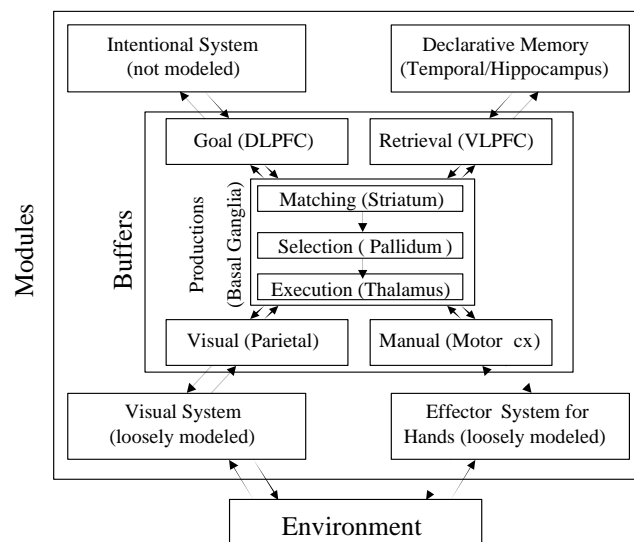 Intentional System
(not modeled)
Declarative Memory
(Temporal/Hippocampus)
Modules
Buffers
Goal (DLPFC)
Retrieval (VLPFC)
Productions
(Basal Ganglia)
Matching (Striatum)
Selection ( Pallidum )
Execution (Thalamus)
Visual (Parietal)
Manual (Motor cx)
Visual System
(loosely modeled)
Effector System for
Hands (loosely modeled)
Environment